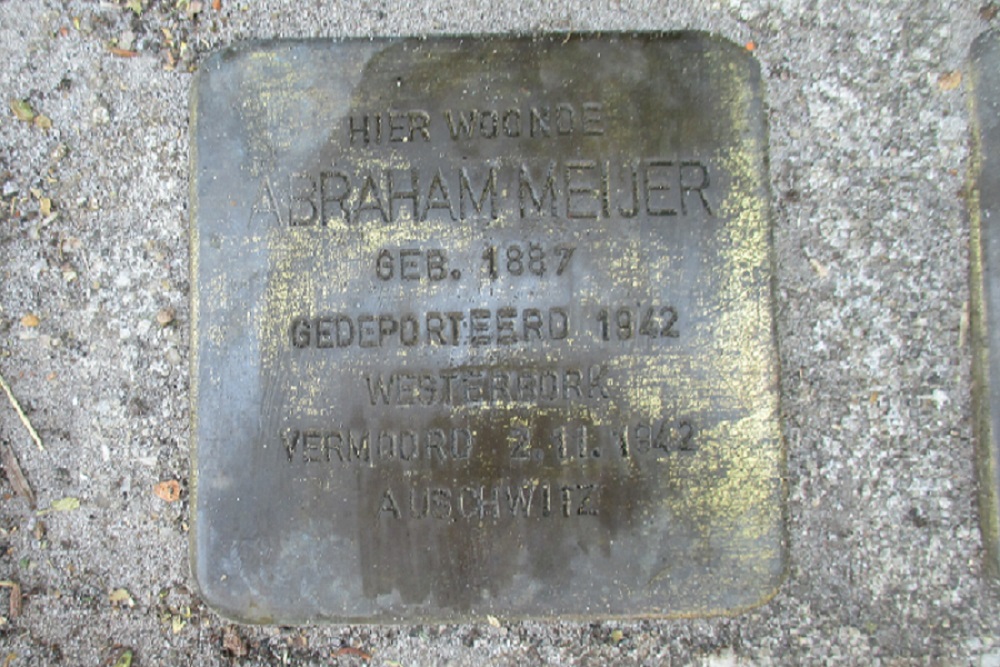 HIER WOONDE
ABRAHAM MEIJER
GEB. 1887
GEDEPORTEERD 1942
WESTERBORK
VERMOORD 2.11.1942
AUSCHWITZ